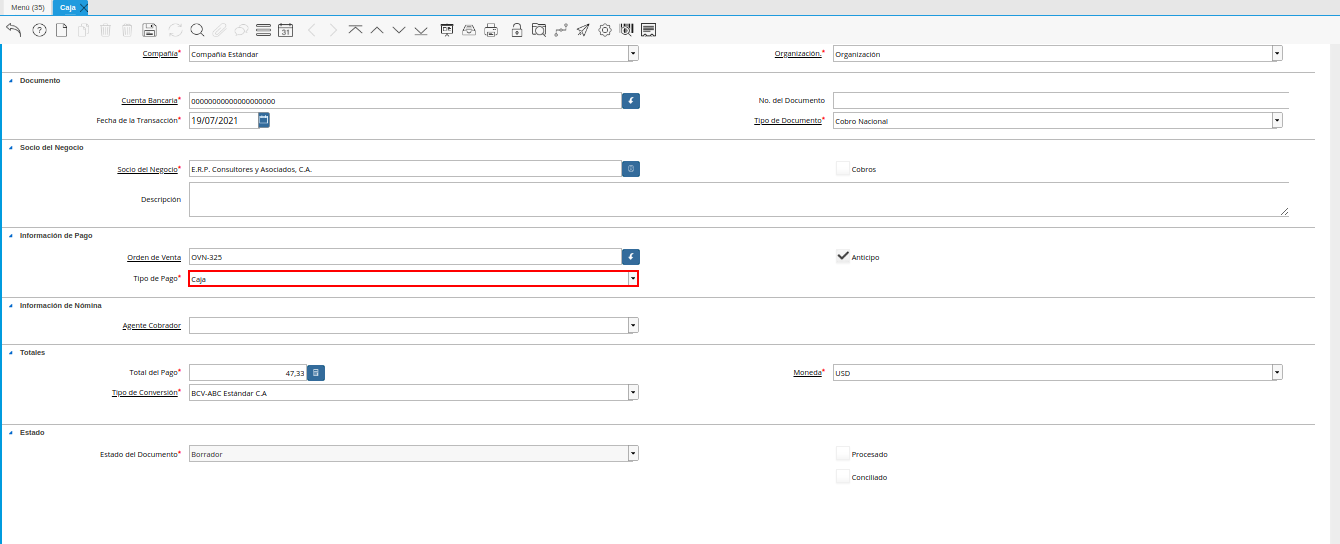 Menú (35) Caja
31
Compañía* Compañía Estándar Organización.* Organización
Documento
Cuenta Bancaria* 00000000000000000000 No. del Documento
Fecha de la Transacción* 19/07/2021 Tipo de Documento* Cobro Nacional
Socio del Negocio
Socio del Negocio* E.R.P. Consultores y Asociados, C.A. Cobros
Descripción
Información de Pago
Orden de Venta OVN-325 Anticipo
Tipo de Pago* Caja
Información de Nómina
Agente Cobrador
Totales
Total del Pago* 47,33 Moneda* USD
Tipo de Conversión* BCV-ABC Estándar C.A
Estado
Estado del Documento* Borrador Procesado
Conciliado